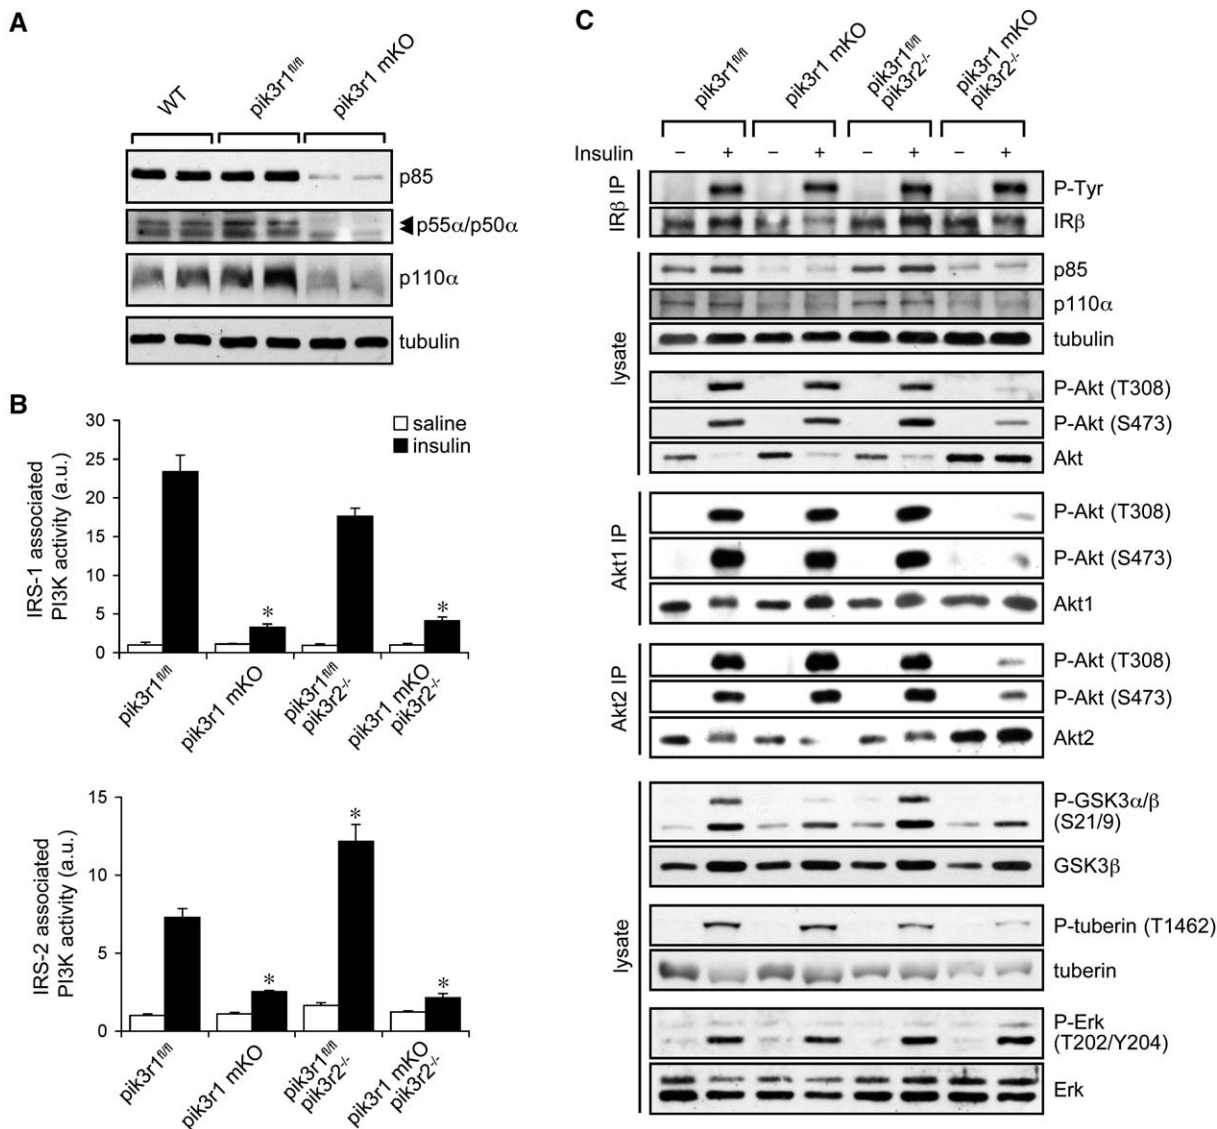 A
WT
pik3r1fl/fl
pik3r1 mKO
p85
p55α/p50α
p110α
tubulin
B
30
25
20
15
10
5
0
IRS-1 associated
PI3K activity (a.u.)
saline
insulin
*
*
pik3r1fl/fl
pik3r1 mKO
pik3r1fl/fl
pik3r2-/-
pik3r1 mKO
pik3r2-/-
15
10
5
0
IRS-2 associated
PI3K activity (a.u.)
*
*
*
pik3r1fl/fl
pik3r1 mKO
pik3r1fl/fl
pik3r2-/-
pik3r1 mKO
pik3r2-/-
C
pik3r1fl/fl
pik3r1 mKO
pik3r1fl/fl
pik3r2-/-
pik3r1 mKO
pik3r2-/-
Insulin − + − + − + − +
IRβ IP
P-Tyr
IRβ
lysate
p85
p110α
tubulin
P-Akt (T308)
P-Akt (S473)
Akt
Akt1 IP
P-Akt (T308)
P-Akt (S473)
Akt1
Akt2 IP
P-Akt (T308)
P-Akt (S473)
Akt2
lysate
P-GSK3α/β
(S21/9)
GSK3β
P-tuberin (T1462)
tuberin
P-Erk
(T202/Y204)
Erk